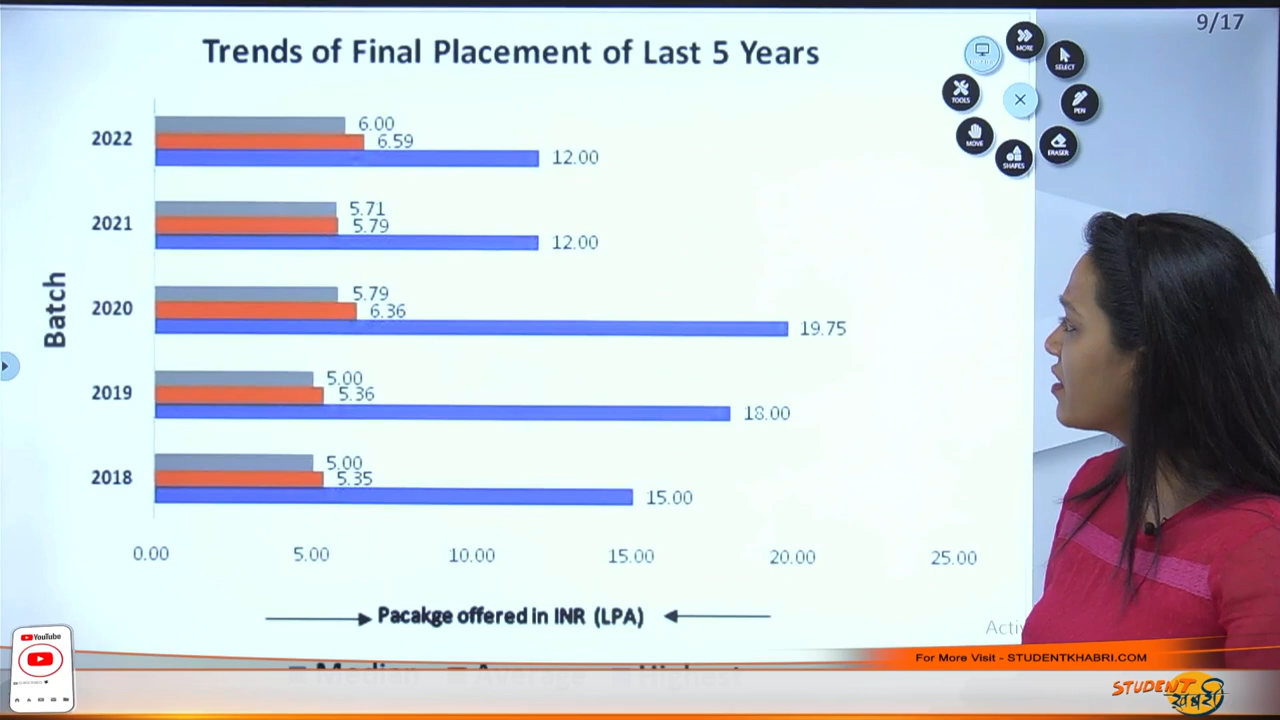 9/17
Trends of Final Placement of Last 5 Years
MORE
SELECT
TOOLS
PEN
MOVE
ERASER
SHAPES
Batch
2022
6.00
6.59
12.00
2021
5.71
5.79
12.00
2020
5.79
6.36
19.75
2019
5.00
5.36
18.00
2018
5.00
5.35
15.00
0.00 5.00 10.00 15.00 20.00 25.00
Pacakge offered in INR (LPA)
Activ
Median Average Highest
YouTube
For More Visit - STUDENTKHABRI.COM
STUDENT
खबरी